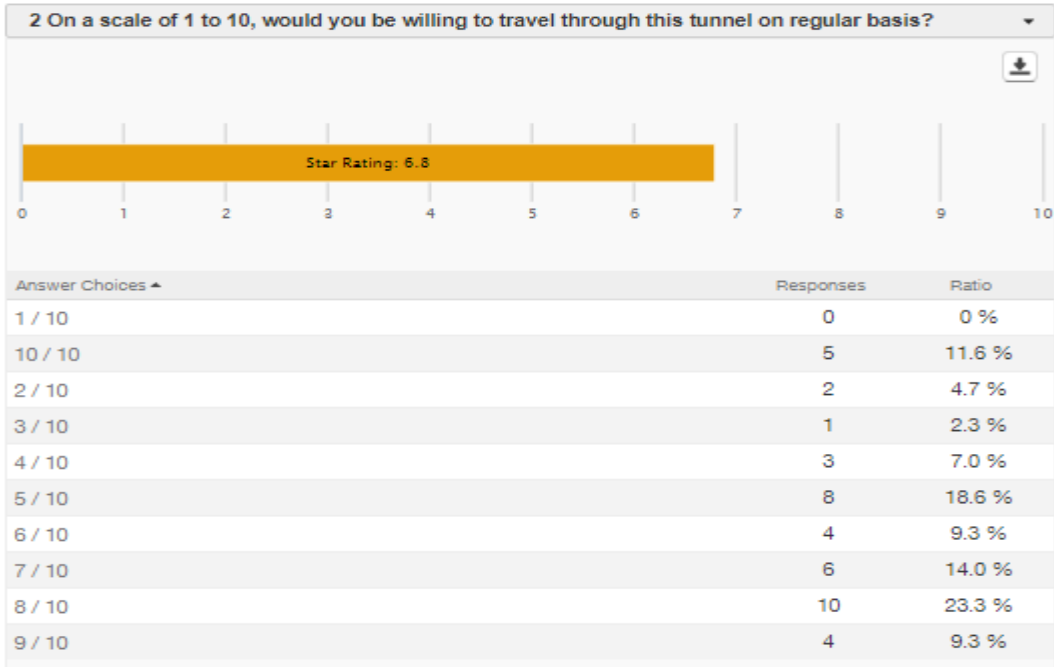 2 On a scale of 1 to 10, would you be willing to travel through this tunnel on regular basis?
Star Rating: 6.8
0 1 2 3 4 5 6 7 8 9 10
Answer Choices Responses Ratio
1 / 10 0 0 %
10 / 10 5 11.6 %
2 / 10 2 4.7 %
3 / 10 1 2.3 %
4 / 10 3 7.0 %
5 / 10 8 18.6 %
6 / 10 4 9.3 %
7 / 10 6 14.0 %
8 / 10 10 23.3 %
9 / 10 4 9.3 %